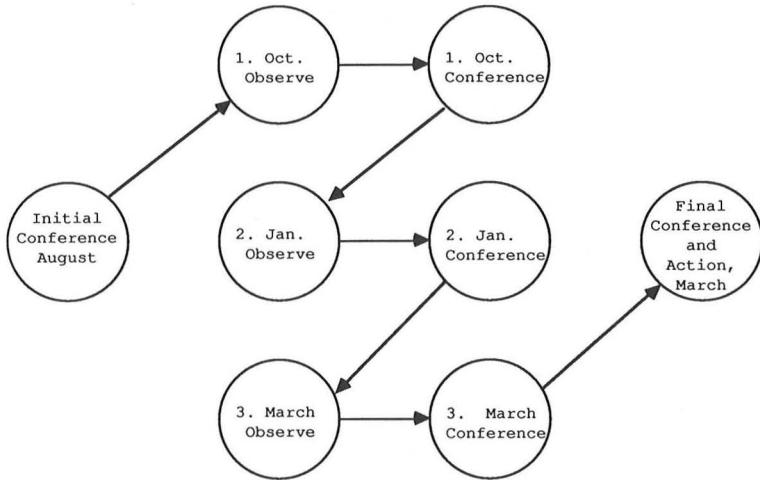 1. Oct.
Observe
1. Oct.
Conference
Initial
Conference
August
2. Jan.
Observe
2. Jan.
Conference
Final
Conference
and
Action,
March
3. March
Observe
3. March
Conference